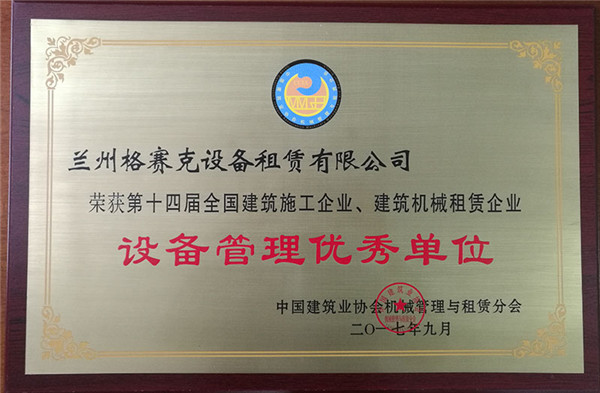 兰州格赛克设备租赁有限公司
荣获第十四届全国建筑施工企业、建筑机械租赁企业
设备管理优秀单位
中国建筑业协会机械管理与租赁分会
二〇一七年九月